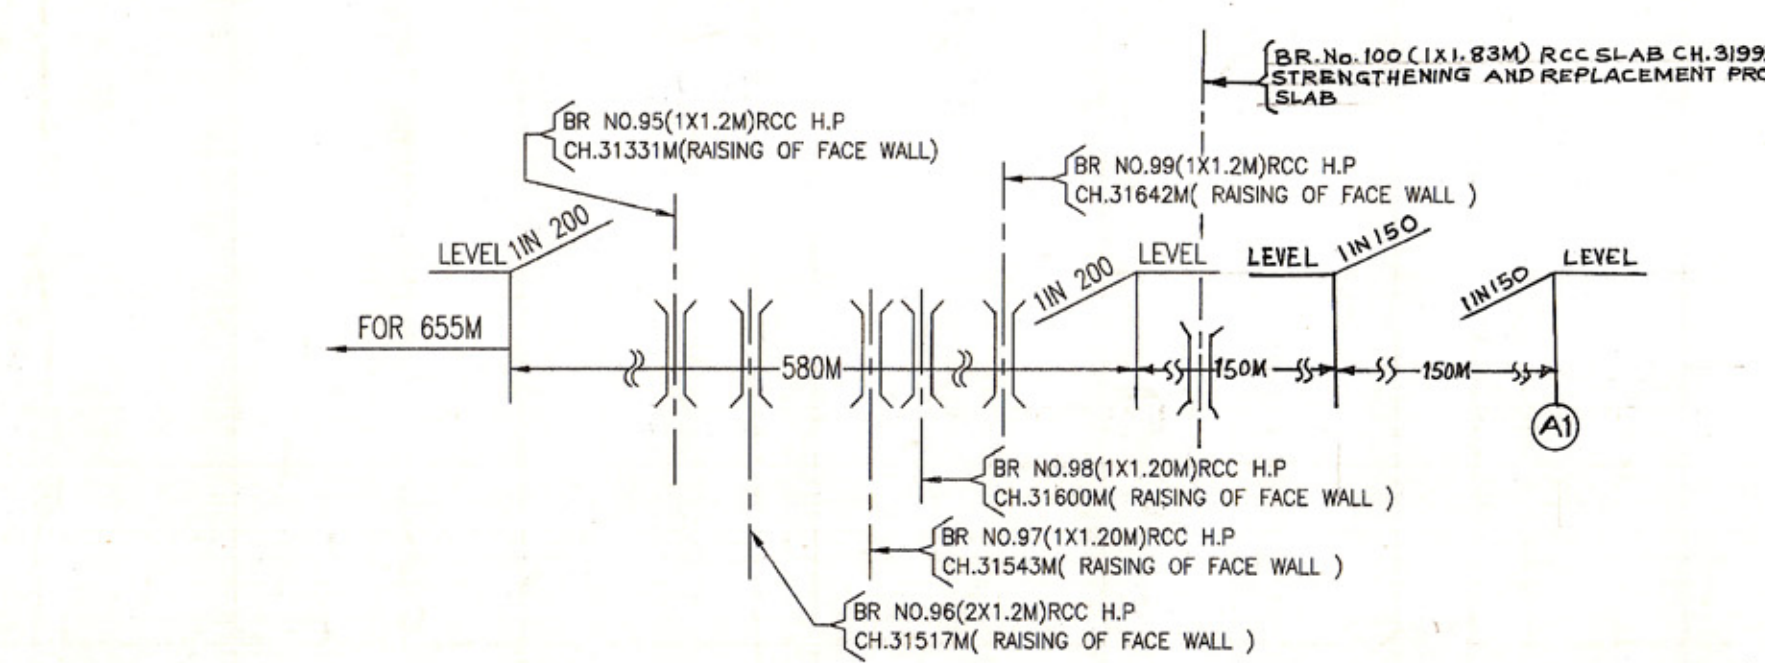 BR.No.100 (1X1.83M) RCC SLAB CH.3199
STRENGTHENING AND REPLACEMENT PRO
SLAB
BR NO.95(1X1.2M)RCC H.P
CH.31331M(RAISING OF FACE WALL)
BR NO.99(1X1.2M)RCC H.P
CH.31642M( RAISING OF FACE WALL )
LEVEL
1IN 200
1IN 200
LEVEL
LEVEL
1IN150
1IN150
LEVEL
FOR 655M
580M
150M
150M
A1
BR NO.98(1X1.20M)RCC H.P
CH.31600M( RAISING OF FACE WALL )
BR NO.97(1X1.20M)RCC H.P
CH.31543M( RAISING OF FACE WALL )
BR NO.96(2X1.2M)RCC H.P
CH.31517M( RAISING OF FACE WALL )